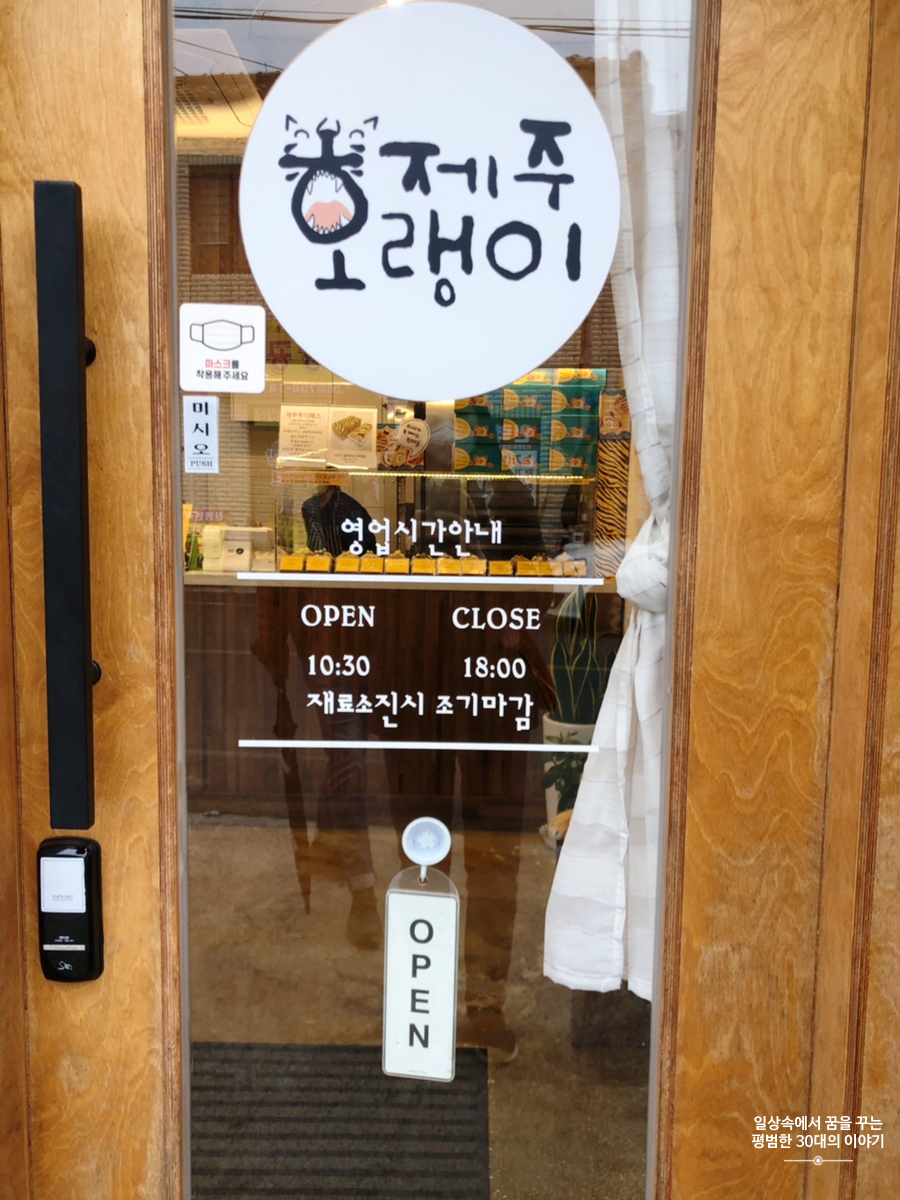 제주
호랭이
마스크를
착용해주세요
미시오
PUSH
영업시간안내
OPEN CLOSE
10:30 18:00
재료소진시 조기마감
OPEN
일상속에서 꿈을 꾸는
평범한 30대의 이야기